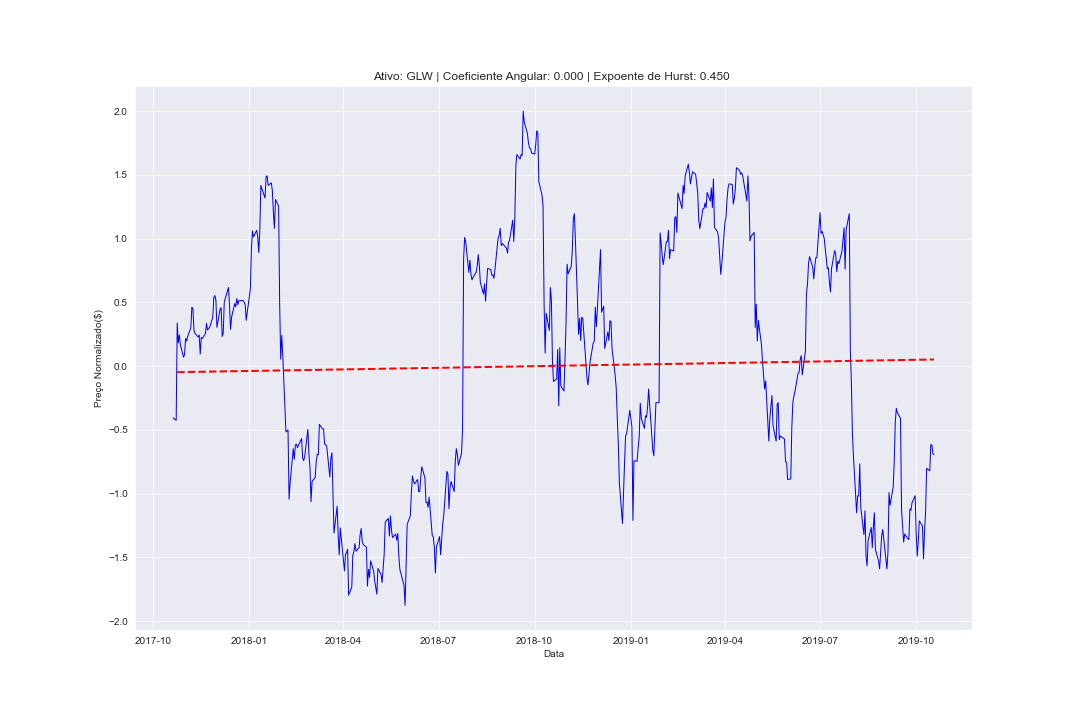 Ativo: GLW | Coeficiente Angular: 0.000 | Expoente de Hurst: 0.450
Preço Normalizado($)
2.0
1.5
1.0
0.5
0.0
−0.5
−1.0
−1.5
−2.0
2017-10 2018-01 2018-04 2018-07 2018-10 2019-01 2019-04 2019-07 2019-10
Data